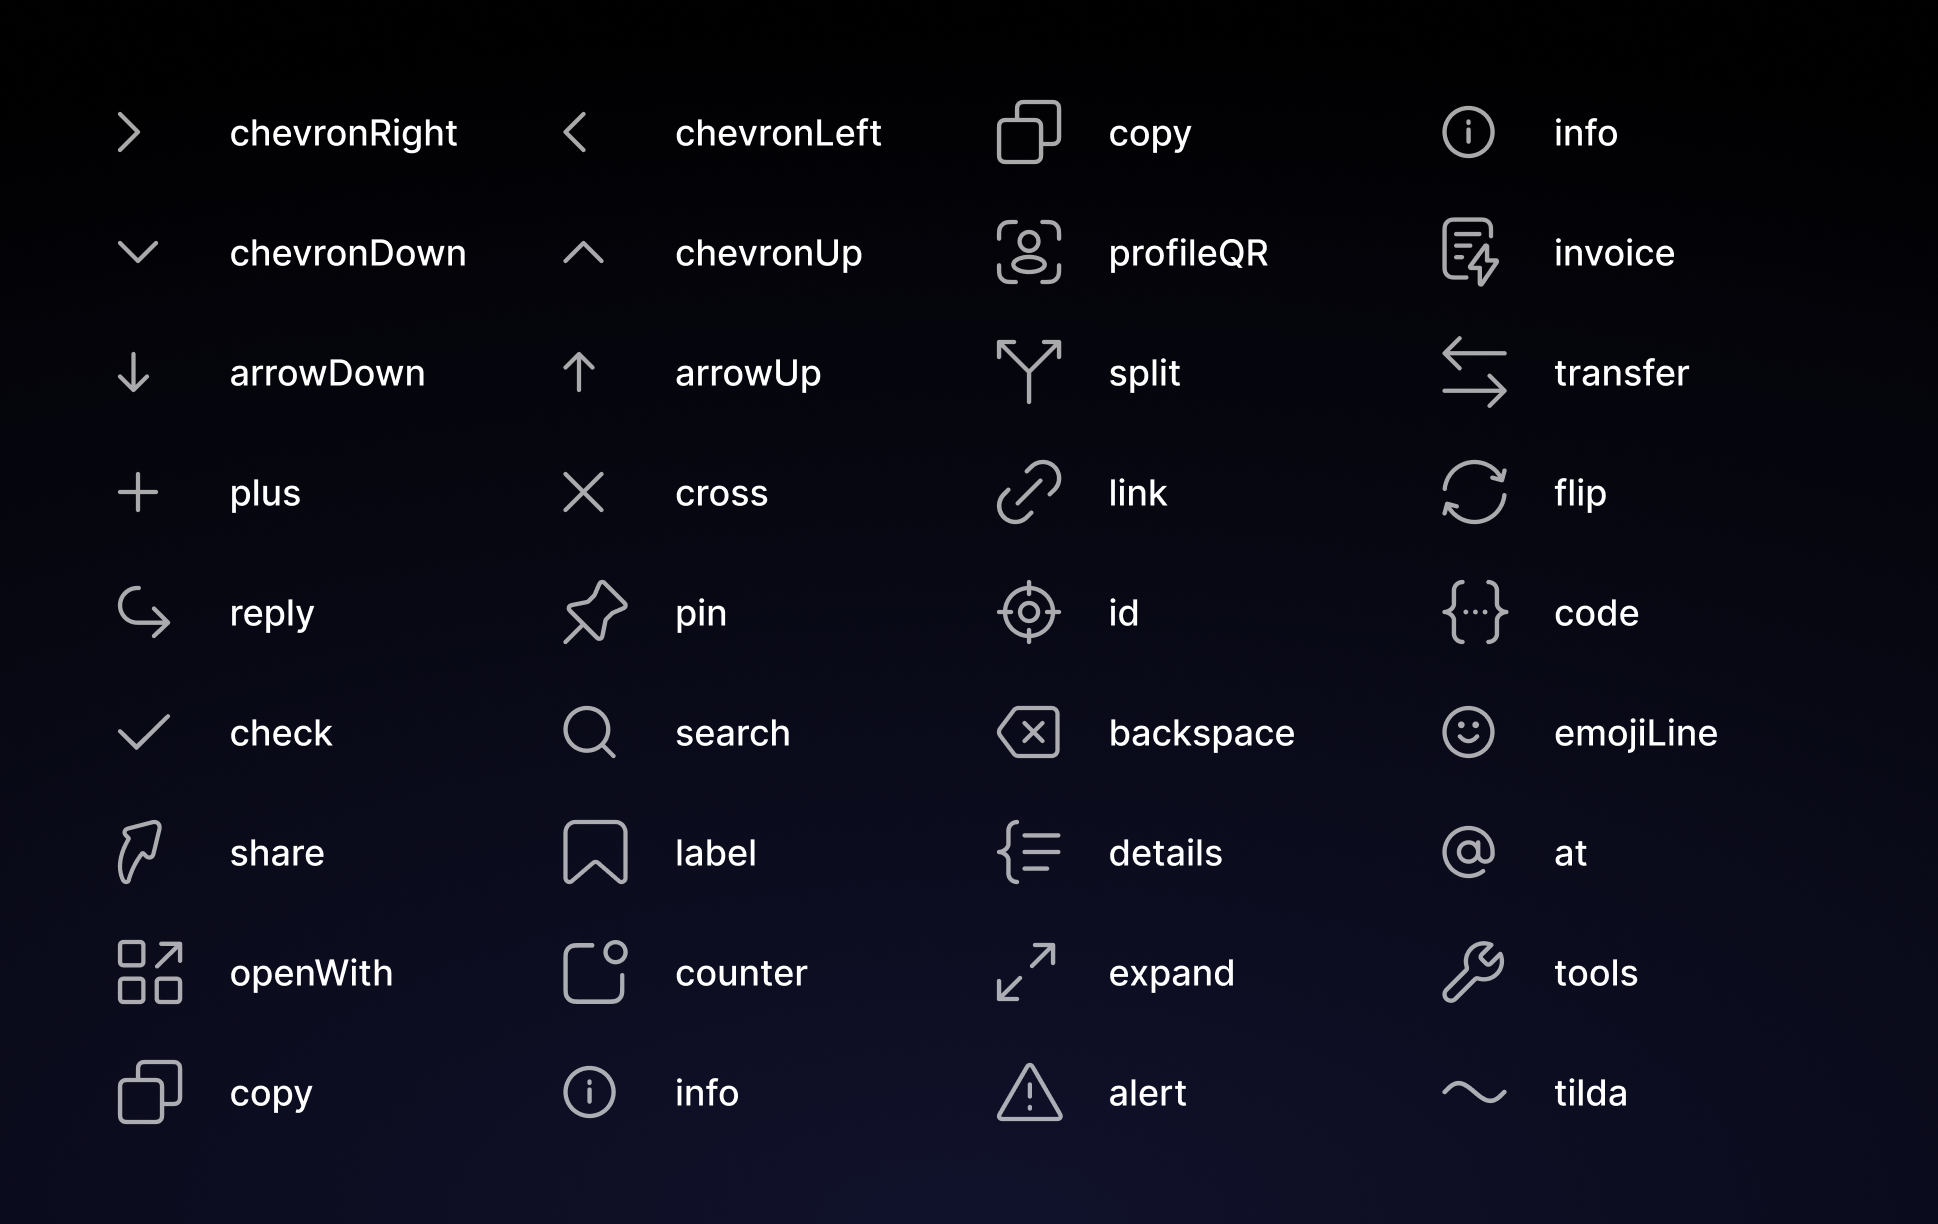 chevronRight chevronLeft copy info
chevronDown chevronUp profileQR invoice
arrowDown arrowUp split transfer
plus cross link flip
reply pin id code
check search backspace emojiLine
share label details at
openWith counter expand tools
copy info alert tilda